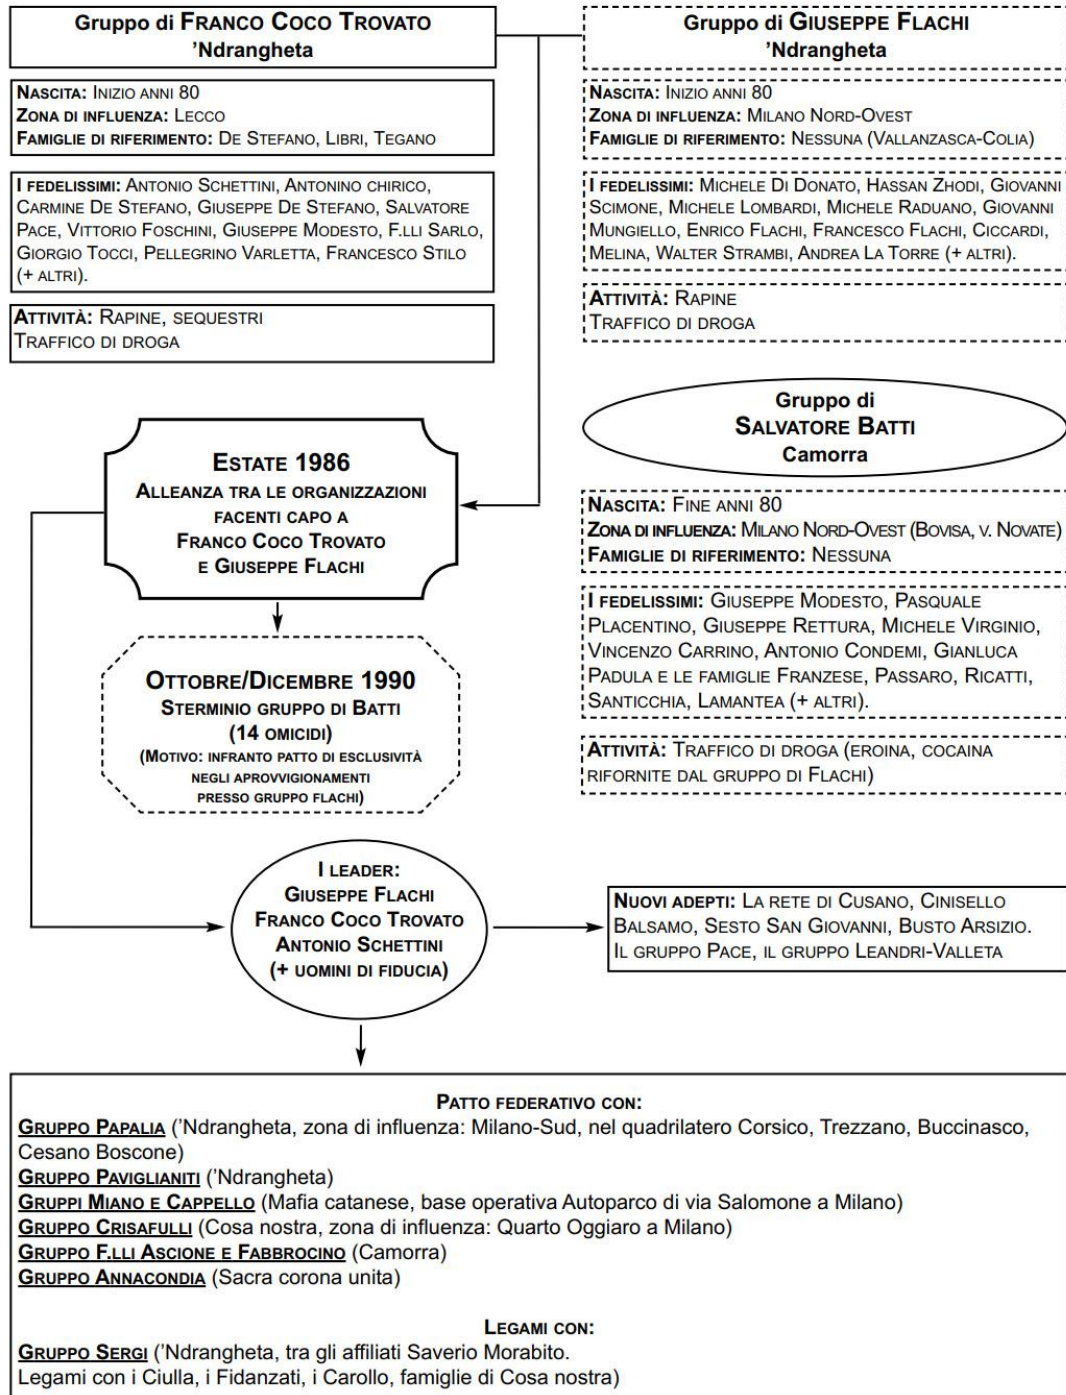 Gruppo di FRANCO COCO TROVATO
'Ndrangheta
NASCITA: INIZIO ANNI 80
ZONA DI INFLUENZA: LECCO
FAMIGLIE DI RIFERIMENTO: DE STEFANO, LIBRI, TEGANO
I FEDELISSIMI: ANTONIO SCHETTINI, ANTONINO CHIRICO,
CARMINE DE STEFANO, GIUSEPPE DE STEFANO, SALVATORE
PACE, VITTORIO FOSCHINI, GIUSEPPE MODESTO, F.LLI SARLO,
GIORGIO TOCCI, PELLEGRINO VARLETTA, FRANCESCO STILO
(+ ALTRI).
ATTIVITÀ: RAPINE, SEQUESTRI
TRAFFICO DI DROGA
Gruppo di GIUSEPPE FLACHI
'Ndrangheta
NASCITA: INIZIO ANNI 80
ZONA DI INFLUENZA: MILANO NORD-OVEST
FAMIGLIE DI RIFERIMENTO: NESSUNA (VALLANZASCA-COLIA)
I FEDELISSIMI: MICHELE DI DONATO, HASSAN ZHODI, GIOVANNI
SCIMONE, MICHELE LOMBARDI, MICHELE RADUANO, GIOVANNI
MUNGIELLO, ENRICO FLACHI, FRANCESCO FLACHI, CICCARDI,
MELINA, WALTER STRAMBI, ANDREA LA TORRE (+ ALTRI).
ATTIVITÀ: RAPINE
TRAFFICO DI DROGA
Gruppo di
SALVATORE BATTI
Camorra
NASCITA: FINE ANNI 80
ZONA DI INFLUENZA: MILANO NORD-OVEST (BOVISA, V. NOVATE)
FAMIGLIE DI RIFERIMENTO: NESSUNA
I FEDELISSIMI: GIUSEPPE MODESTO, PASQUALE
PLACENTINO, GIUSEPPE RETTURA, MICHELE VIRGINIO,
VINCENZO CARRINO, ANTONIO CONDEMI, GIANLUCA
PADULA E LE FAMIGLIE FRANZESE, PASSARO, RICATTI,
SANTICCHIA, LAMANTEA (+ ALTRI).
ATTIVITÀ: TRAFFICO DI DROGA (EROINA, COCAINA
RIFORNITE DAL GRUPPO DI FLACHI)
ESTATE 1986
ALLEANZA TRA LE ORGANIZZAZIONI
FACENTI CAPO A
FRANCO COCO TROVATO
E GIUSEPPE FLACHI
OTTOBRE/DICEMBRE 1990
STERMINIO GRUPPO DI BATTI
(14 OMICIDI)
(MOTIVO: INFRANTO PATTO DI ESCLUSIVITÀ
NEGLI APROVVIGIONAMENTI
PRESSO GRUPPO FLACHI)
I LEADER:
GIUSEPPE FLACHI
FRANCO COCO TROVATO
ANTONIO SCHETTINI
(+ UOMINI DI FIDUCIA)
NUOVI ADEPTI: LA RETE DI CUSANO, CINISELLO
BALSAMO, SESTO SAN GIOVANNI, BUSTO ARSIZIO.
IL GRUPPO PACE, IL GRUPPO LEANDRI-VALLETA
PATTO FEDERATIVO CON:
GRUPPO PAPALIA ('Ndrangheta, zona di influenza: Milano-Sud, nel quadrilatero Corsico, Trezzano, Buccinasco,
Cesano Boscone)
GRUPPO PAVIGLIANITI ('Ndrangheta)
GRUPPI MIANO E CAPPELLO (Mafia catanese, base operativa Autoparco di via Salomone a Milano)
GRUPPO CRISAFULLI (Cosa nostra, zona di influenza: Quarto Oggiaro a Milano)
GRUPPO F.LLI ASCIONE E FABBROCINO (Camorra)
GRUPPO ANNACONDIA (Sacra corona unita)
LEGAMI CON:
GRUPPO SERGI ('Ndrangheta, tra gli affiliati Saverio Morabito.
Legami con i Ciulla, i Fidanzati, i Carollo, famiglie di Cosa nostra)